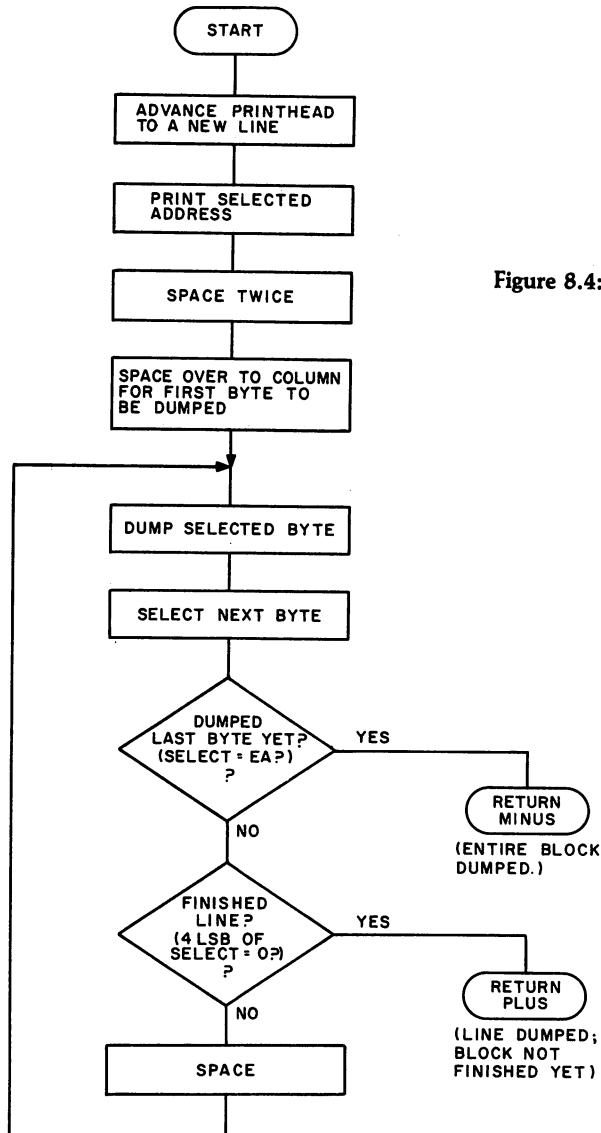 START
ADVANCE PRINTHEAD
TO A NEW LINE
PRINT SELECTED
ADDRESS
SPACE TWICE
Figure 8.4:
SPACE OVER TO COLUMN
FOR FIRST BYTE TO
BE DUMPED
DUMP SELECTED BYTE
SELECT NEXT BYTE
DUMPED
LAST BYTE YET?
(SELECT = EA?)
?
YES
RETURN
MINUS
(ENTIRE BLOCK
DUMPED.)
NO
FINISHED
LINE?
(4 LSB OF
SELECT = 0?)
?
YES
RETURN
PLUS
(LINE DUMPED;
BLOCK NOT
FINISHED YET)
NO
SPACE